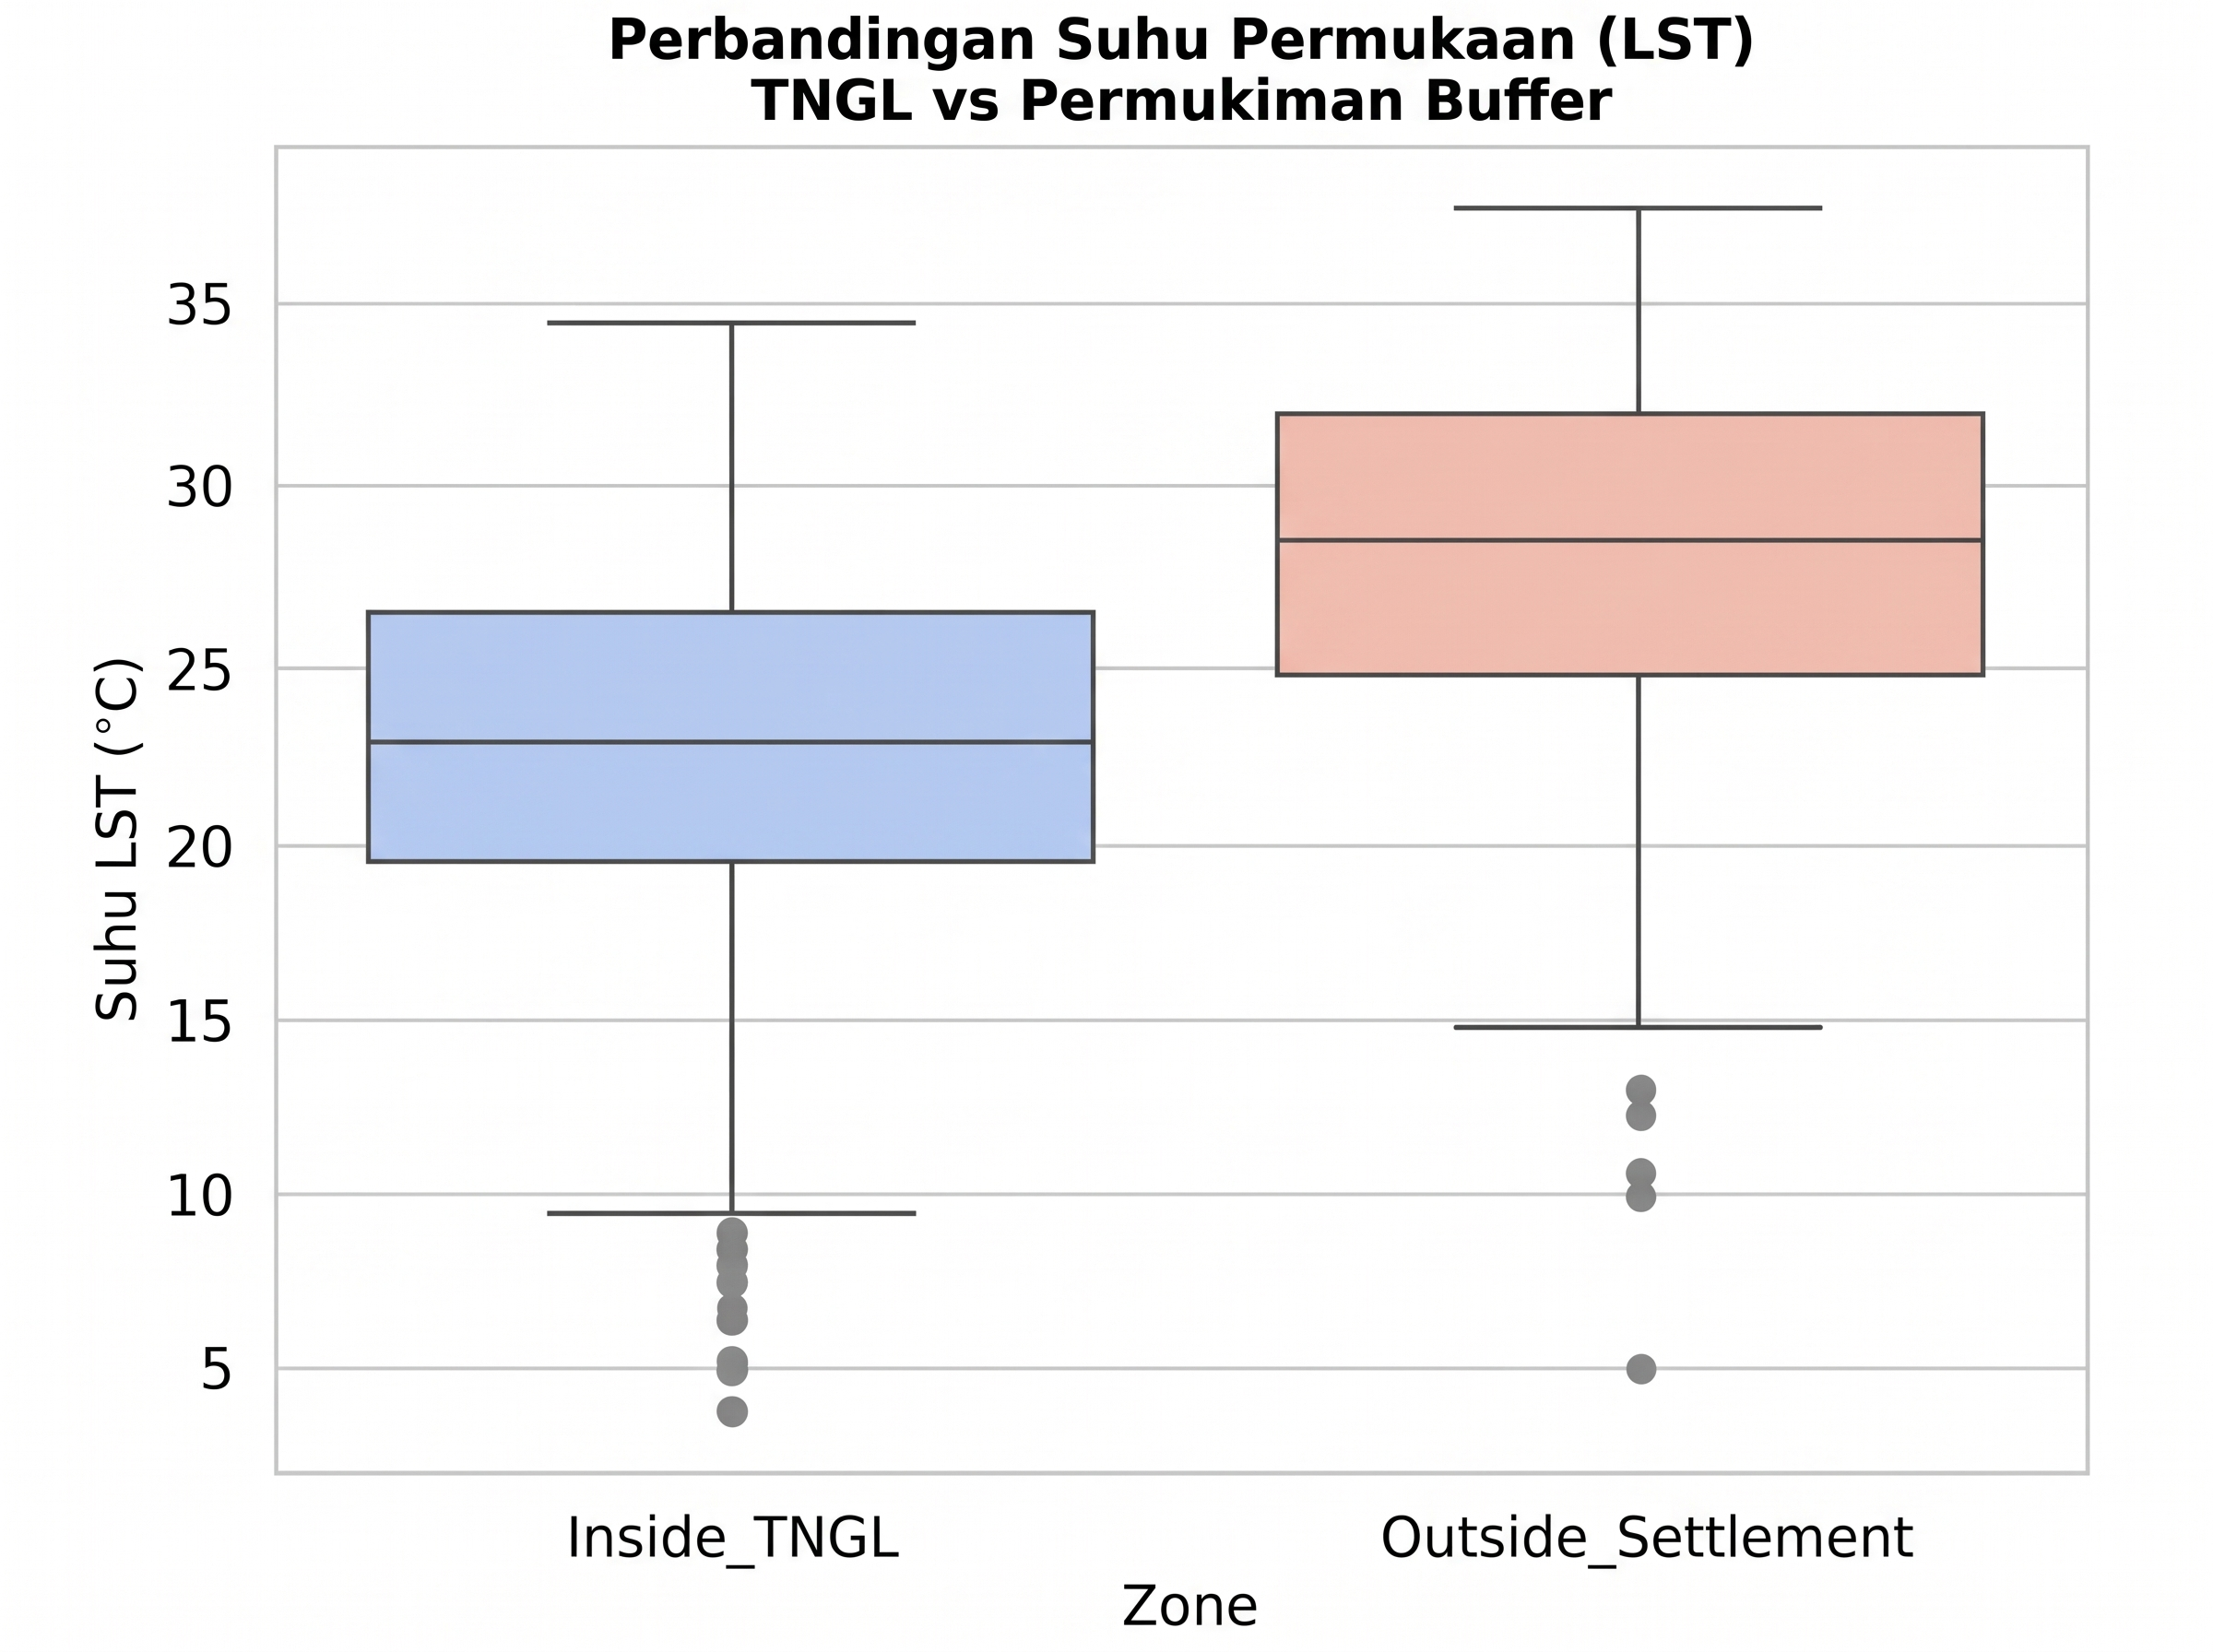 Perbandingan Suhu Permukaan (LST)
TNGL vs Permukiman Buffer
Suhu LST (°C)
35
30
25
20
15
10
5
Inside_TNGL
Outside_Settlement
Zone